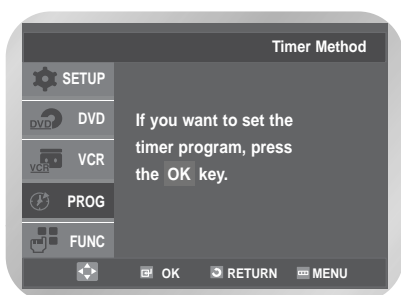 Timer Method
SETUP
DVD DVD
VCR VCR
PROG
FUNC
If you want to set the
timer program, press
the OK key.
OK RETURN MENU